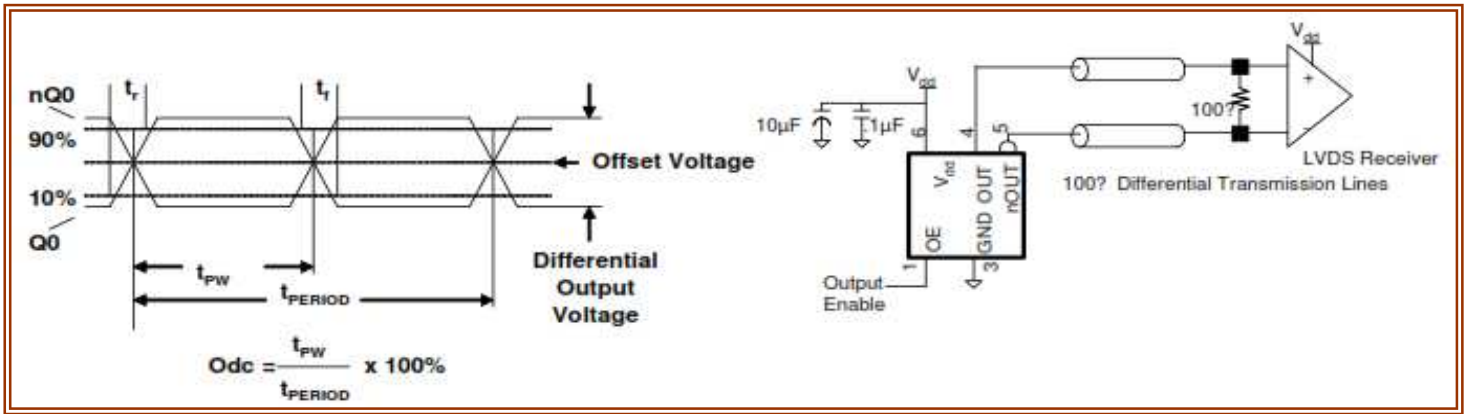 nQ0
tr
tf
90%
Offset Voltage
10%
Q0
tPW
tPERIOD
Differential
Output
Voltage
Odc = tPW / tPERIOD x 100%
Vdd
10µF
.1µF
6
4
5
Vdd
OE
GND OUT
nOUT
1
3
Output
Enable
Vdd
+
-
100?
LVDS Receiver
100? Differential Transmission Lines